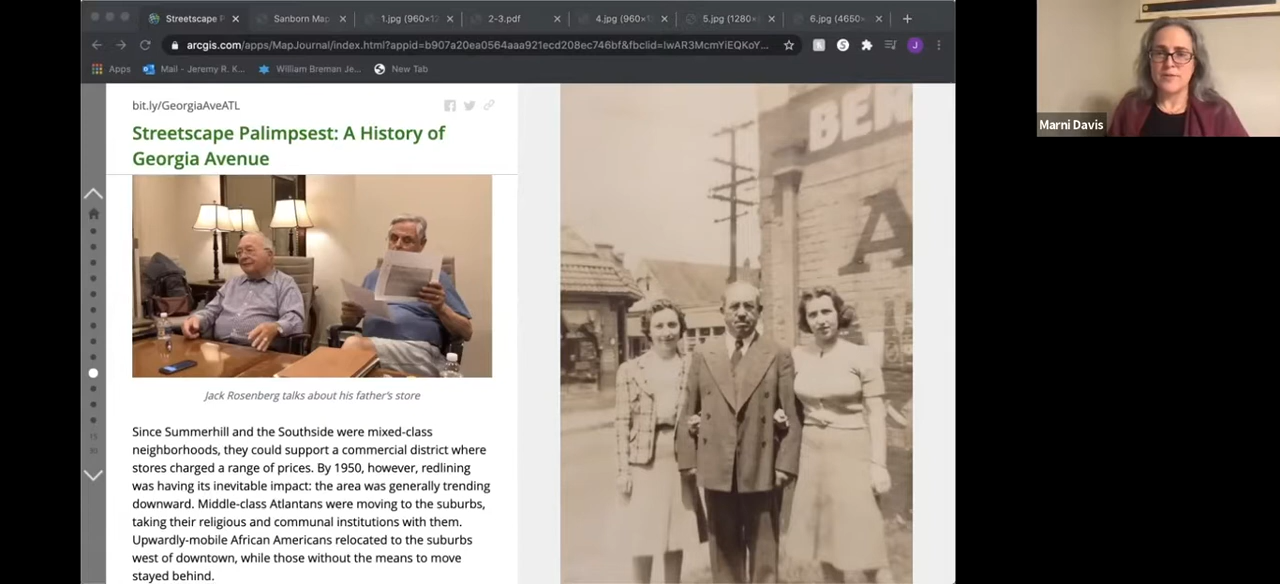 Streetscape P
Sanborn Map
1.jpg (960×12
2-3.pdf
4.jpg (960×1
5.jpg (1280×
6.jpg (4650×
arcgis.com/apps/MapJournal/index.html?appid=b907a20ea0564aaa921ecd208ec746bf&fbclid=IwAR3McmYiEQKoY...
S
J
Apps
Mail - Jeremy R. K...
William Breman Je...
New Tab
bit.ly/GeorgiaAveATL
Streetscape Palimpsest: A History of
Georgia Avenue
Jack Rosenberg talks about his father's store
Since Summerhill and the Southside were mixed-class
neighborhoods, they could support a commercial district where
stores charged a range of prices. By 1950, however, redlining
was having its inevitable impact: the area was generally trending
downward. Middle-class Atlantans were moving to the suburbs,
taking their religious and communal institutions with them.
Upwardly-mobile African Americans relocated to the suburbs
west of downtown, while those without the means to move
stayed behind.
BER
A
Marni Davis